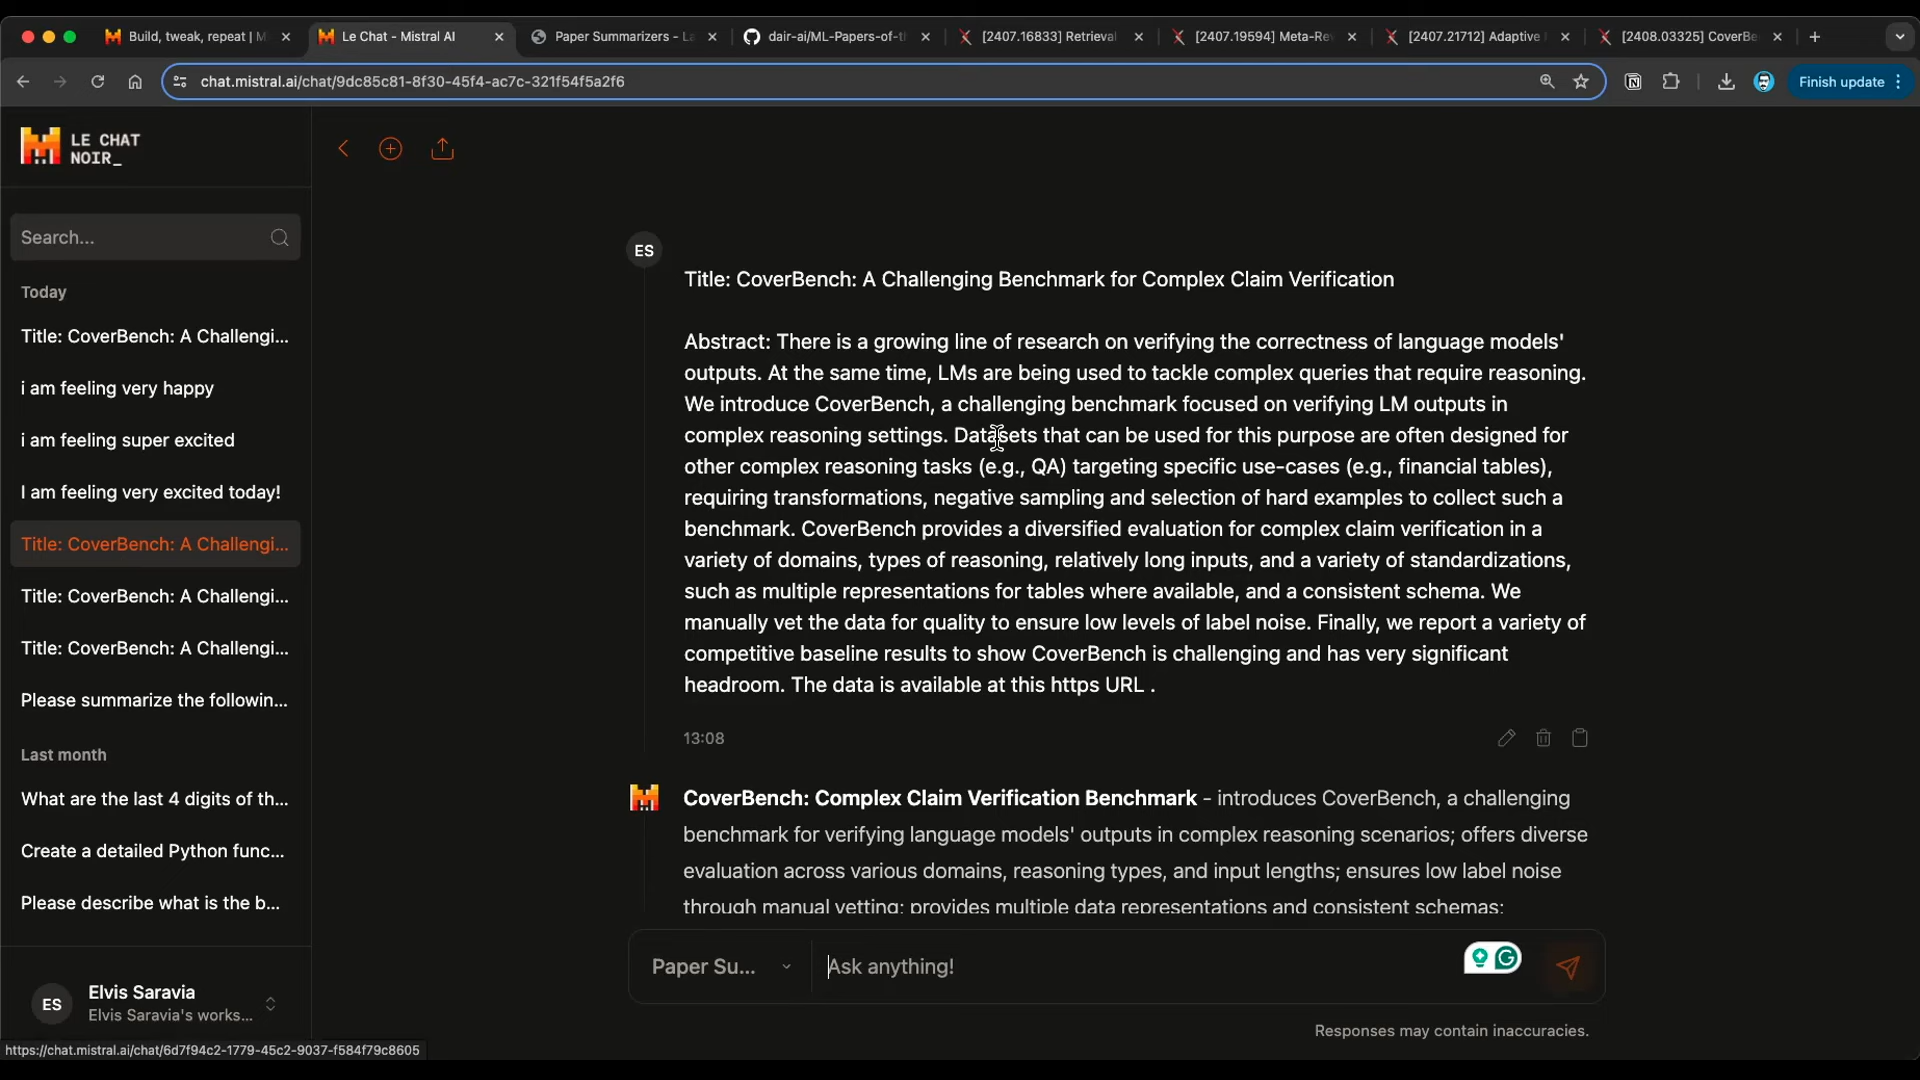 Build, tweak, repeat | M
Le Chat - Mistral AI
Paper Summarizers - La
dair-ai/ML-Papers-of-t
[2407.16833] Retrieval
[2407.19594] Meta-Re
[2407.21712] Adaptive
[2408.03325] CoverBe
chat.mistral.ai/chat/9dc85c81-8f30-45f4-ac7c-321f54f5a2f6
Finish update
LE CHAT
NOIR_
Search...
Today
Title: CoverBench: A Challengi...
i am feeling very happy
i am feeling super excited
I am feeling very excited today!
Title: CoverBench: A Challengi...
Title: CoverBench: A Challengi...
Title: CoverBench: A Challengi...
Please summarize the followin...
Last month
What are the last 4 digits of th...
Create a detailed Python func...
Please describe what is the b...
ES
Elvis Saravia
Elvis Saravia's works...
https://chat.mistral.ai/chat/6d7f94c2-1779-45c2-9037-f584f79c8605
ES
Title: CoverBench: A Challenging Benchmark for Complex Claim Verification
Abstract: There is a growing line of research on verifying the correctness of language models'
outputs. At the same time, LMs are being used to tackle complex queries that require reasoning.
We introduce CoverBench, a challenging benchmark focused on verifying LM outputs in
complex reasoning settings. Datasets that can be used for this purpose are often designed for
other complex reasoning tasks (e.g., QA) targeting specific use-cases (e.g., financial tables),
requiring transformations, negative sampling and selection of hard examples to collect such a
benchmark. CoverBench provides a diversified evaluation for complex claim verification in a
variety of domains, types of reasoning, relatively long inputs, and a variety of standardizations,
such as multiple representations for tables where available, and a consistent schema. We
manually vet the data for quality to ensure low levels of label noise. Finally, we report a variety of
competitive baseline results to show CoverBench is challenging and has very significant
headroom. The data is available at this https URL .
13:08
CoverBench: Complex Claim Verification Benchmark - introduces CoverBench, a challenging
benchmark for verifying language models' outputs in complex reasoning scenarios; offers diverse
evaluation across various domains, reasoning types, and input lengths; ensures low label noise
through manual vetting; provides multiple data representations and consistent schemas;
Paper Su...
Ask anything!
Responses may contain inaccuracies.